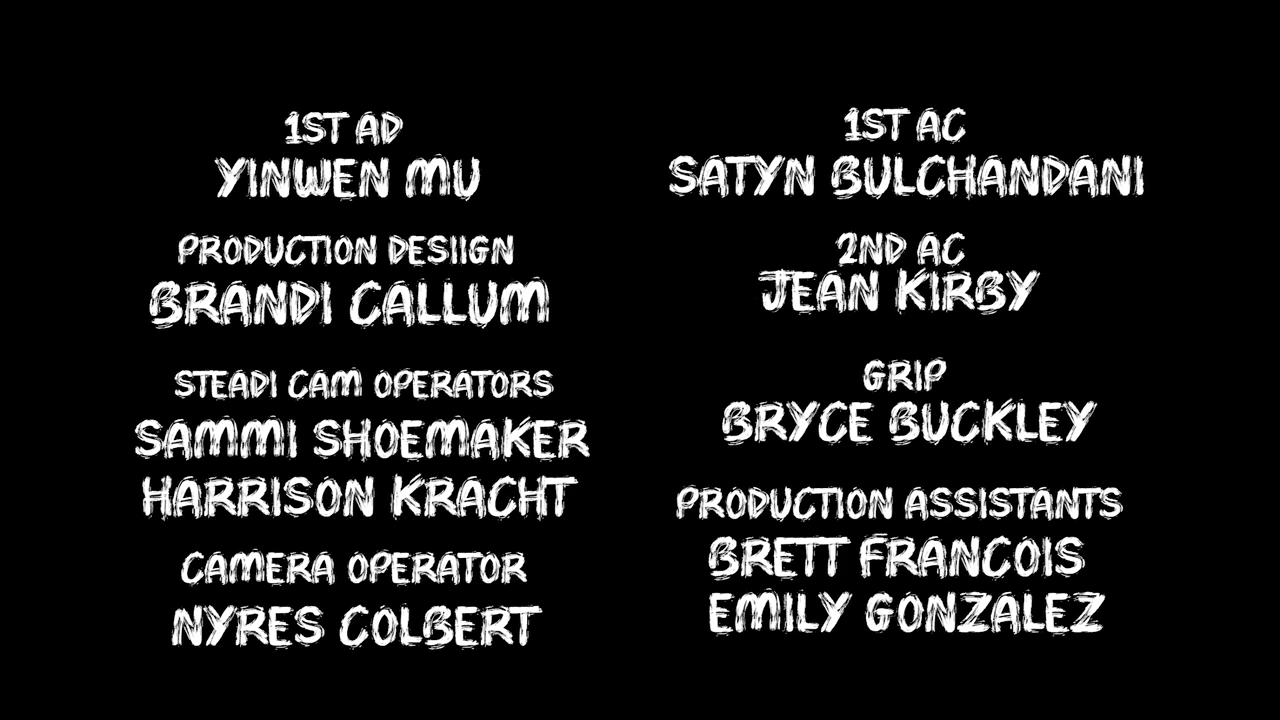 1ST AD
YINWEN MU
PRODUCTION DESIIGN
BRANDI CALLUM
STEADI CAM OPERATORS
SAMMI SHOEMAKER
HARRISON KRACHT
CAMERA OPERATOR
NYRES COLBERT
1ST AC
SATYN BULCHANDANI
2ND AC
JEAN KIRBY
GRIP
BRYCE BUCKLEY
PRODUCTION ASSISTANTS
BRETT FRANCOIS
EMILY GONZALEZ